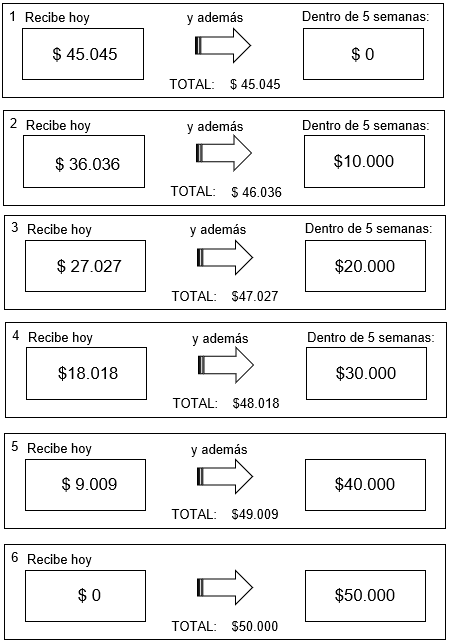 1 Recibe hoy y además Dentro de 5 semanas:
$ 45.045 $ 0
TOTAL: $ 45.045
2 Recibe hoy y además Dentro de 5 semanas:
$ 36.036 $10.000
TOTAL: $ 46.036
3 Recibe hoy y además Dentro de 5 semanas:
$ 27.027 $20.000
TOTAL: $47.027
4 Recibe hoy y además Dentro de 5 semanas:
$18.018 $30.000
TOTAL: $48.018
5 Recibe hoy y además
$ 9.009 $40.000
TOTAL: $49.009
6 Recibe hoy
$ 0 $50.000
TOTAL: $50.000